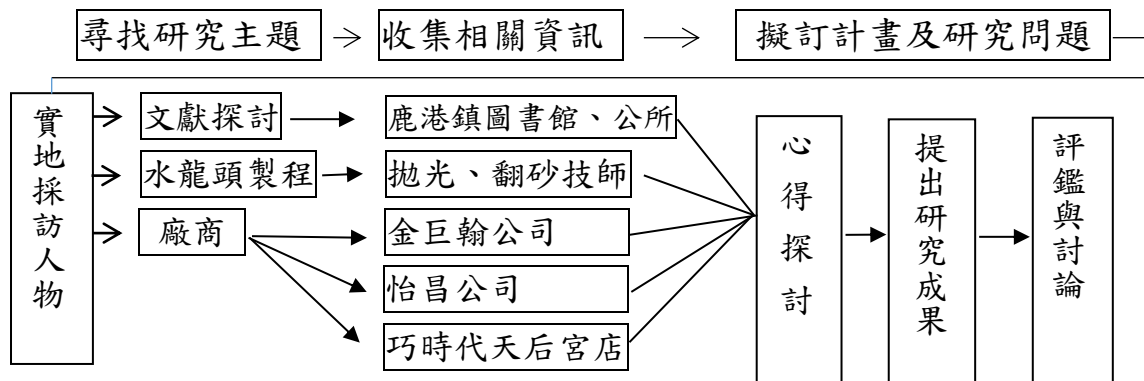 尋找研究主題
收集相關資訊
擬訂計畫及研究問題
實地採訪人物
文獻探討
鹿港鎮圖書館、公所
水龍頭製程
拋光、翻砂技師
廠商
金巨翰公司
怡昌公司
巧時代天后宮店
心得探討
提出研究成果
評鑑與討論